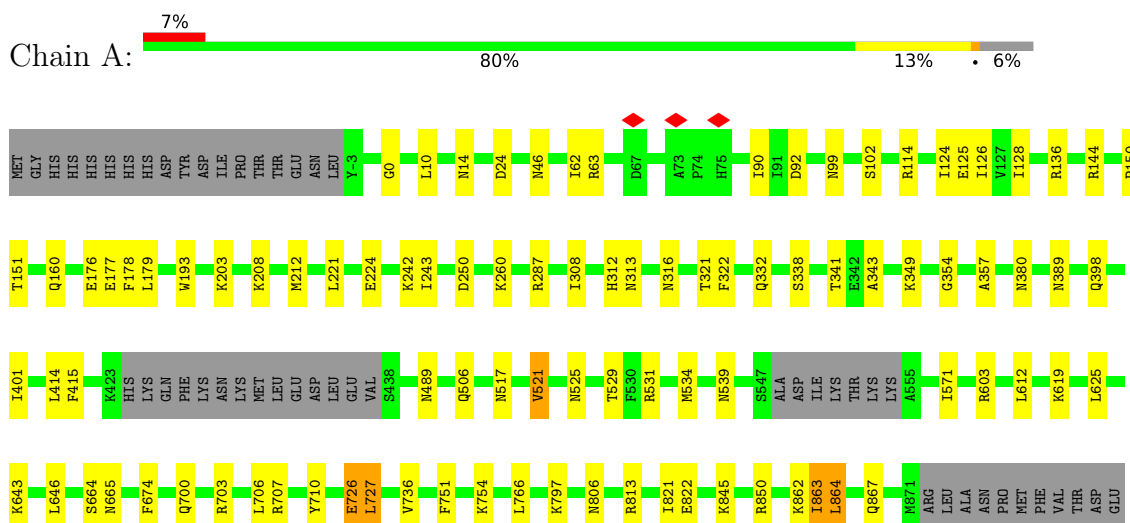 7%
Chain A:
80% 13% • 6%
MET GLY HIS HIS HIS HIS HIS HIS HIS ASP TYR ASP ILE PRO THR THR GLU ASN LEU Y-3 G0 L10 N14 D24 N46 I62 R63 D67 A73 P74 H75 I90 I91 D92 N99 S102 R114 I124 E125 I126 V127 I128 R136 R144
T151 Q160 E176 E177 F178 L179 W193 K203 K208 M212 L221 E224 K242 I243 D250 K260 R287 I308 H312 N313 N316 T321 F322 Q332 S338 T341 E342 A343 K349 G354 A357 N380 N389 Q398
I401 L414 F415 K423 HIS LYS GLN PHE LYS ASN LYS MET LEU GLU ASP LEU GLU VAL S438 N489 Q506 N517 V521 N525 T529 F530 R531 M534 N539 S547 ALA ASP ILE LYS THR LYS LYS A555 I571 R603 L612 K619 L625
K643 L646 S664 N665 F674 Q700 R703 L706 R707 Y710 E726 L727 V736 F751 K754 L766 K797 N806 R813 I821 E822 K845 R850 K862 I863 L864 Q867 M871 ARG LEU ALA ASN PRO MET PHE VAL THR ASP GLU